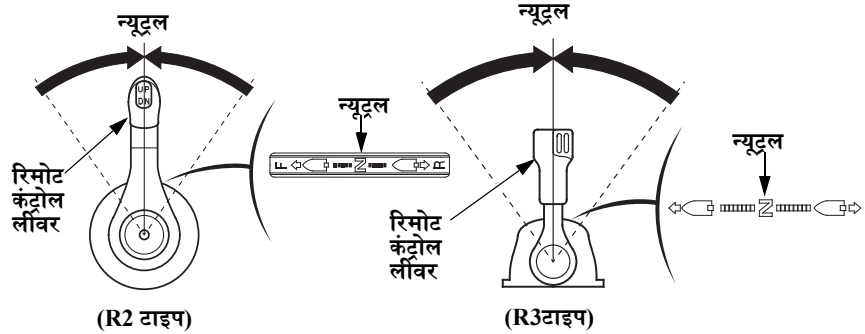 न्यूट्रल
न्यूट्रल
UP
DN
न्यूट्रल
न्यूट्रल
F N R
N
रिमोट
कंट्रोल
लीवर
रिमोट
कंट्रोल
लीवर
(R2 टाइप)
(R3टाइप)